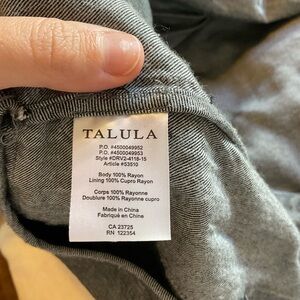 TALULA
P.O. #4500049952
P.O. #4500049953
Style #DRV2-4118-15
Article #53510
Body 100% Rayon
Lining 100% Cupro Rayon
Corps 100% Rayonne
Doublure 100% Rayonne cupro
Made in China
Fabriqué en Chine
CA 23725
RN 122354